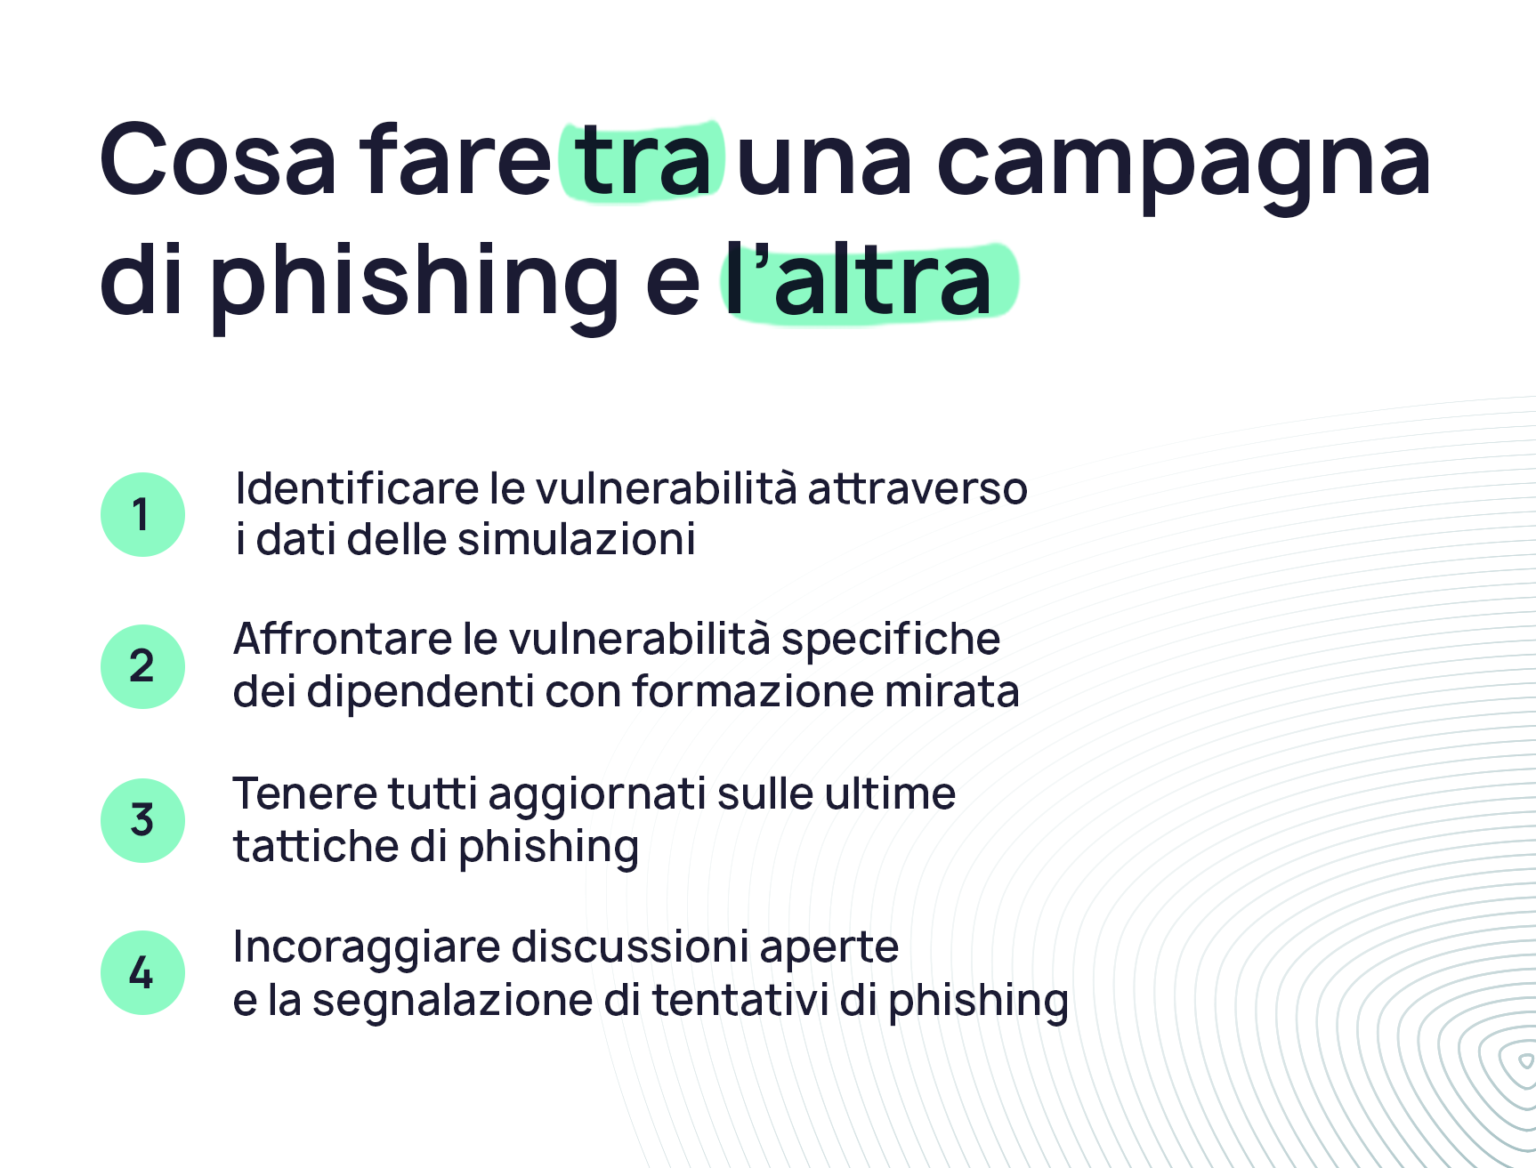 Cosa fare tra una campagna
di phishing e l’altra
1
Identificare le vulnerabilità attraverso
i dati delle simulazioni
2
Affrontare le vulnerabilità specifiche
dei dipendenti con formazione mirata
3
Tenere tutti aggiornati sulle ultime
tattiche di phishing
4
Incoraggiare discussioni aperte
e la segnalazione di tentativi di phishing